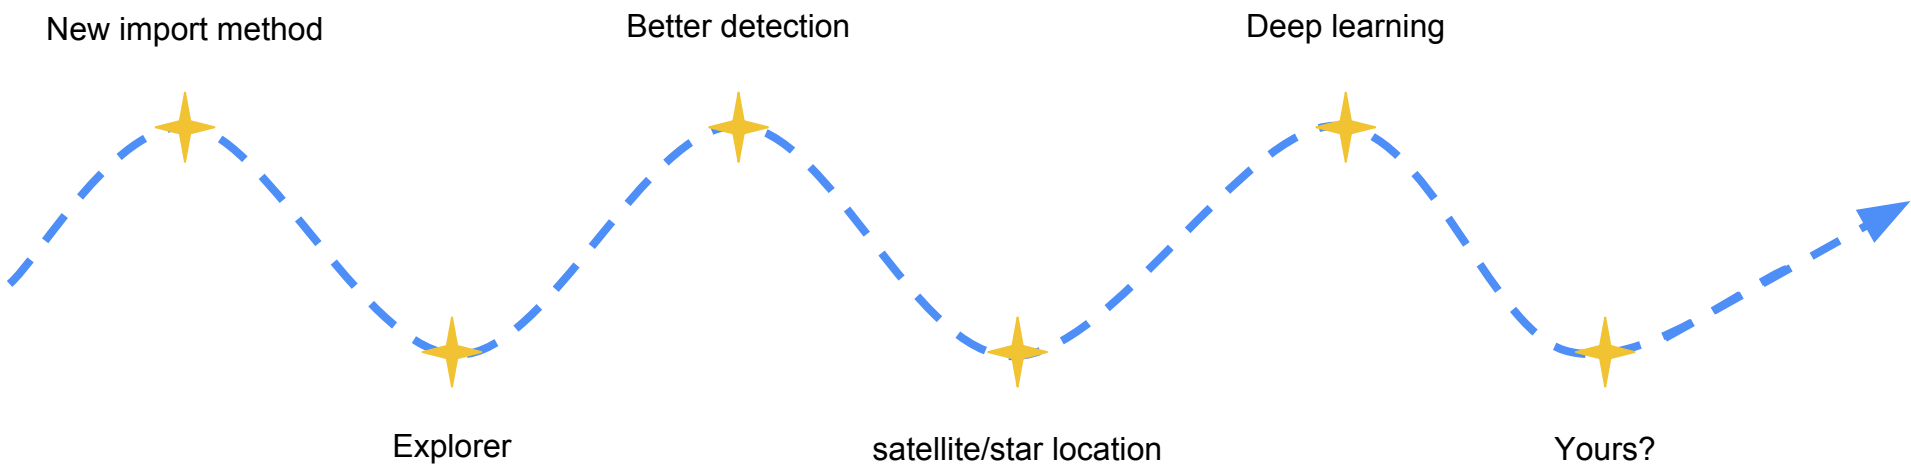 New import method
Better detection
Deep learning
Explorer
satellite/star location
Yours?